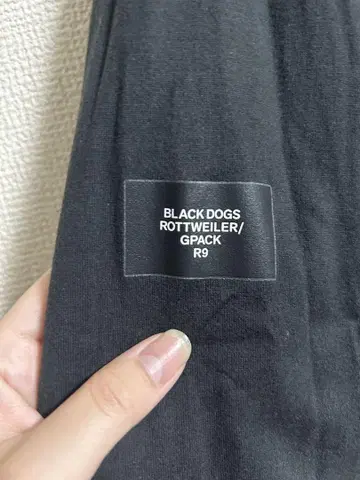 BLACK DOGS
ROTTWEILER/
GPACK
R9